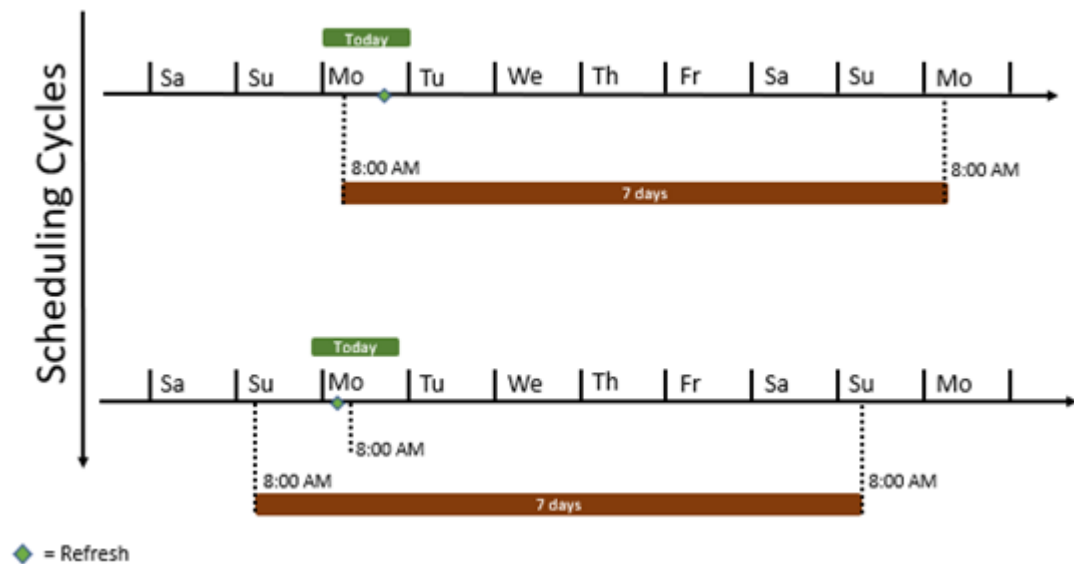 Scheduling Cycles
Today
Sa Su Mo Tu We Th Fr Sa Su Mo
8:00 AM 8:00 AM
7 days
Today
Sa Su Mo Tu We Th Fr Sa Su Mo
8:00 AM
8:00 AM 8:00 AM
7 days
= Refresh